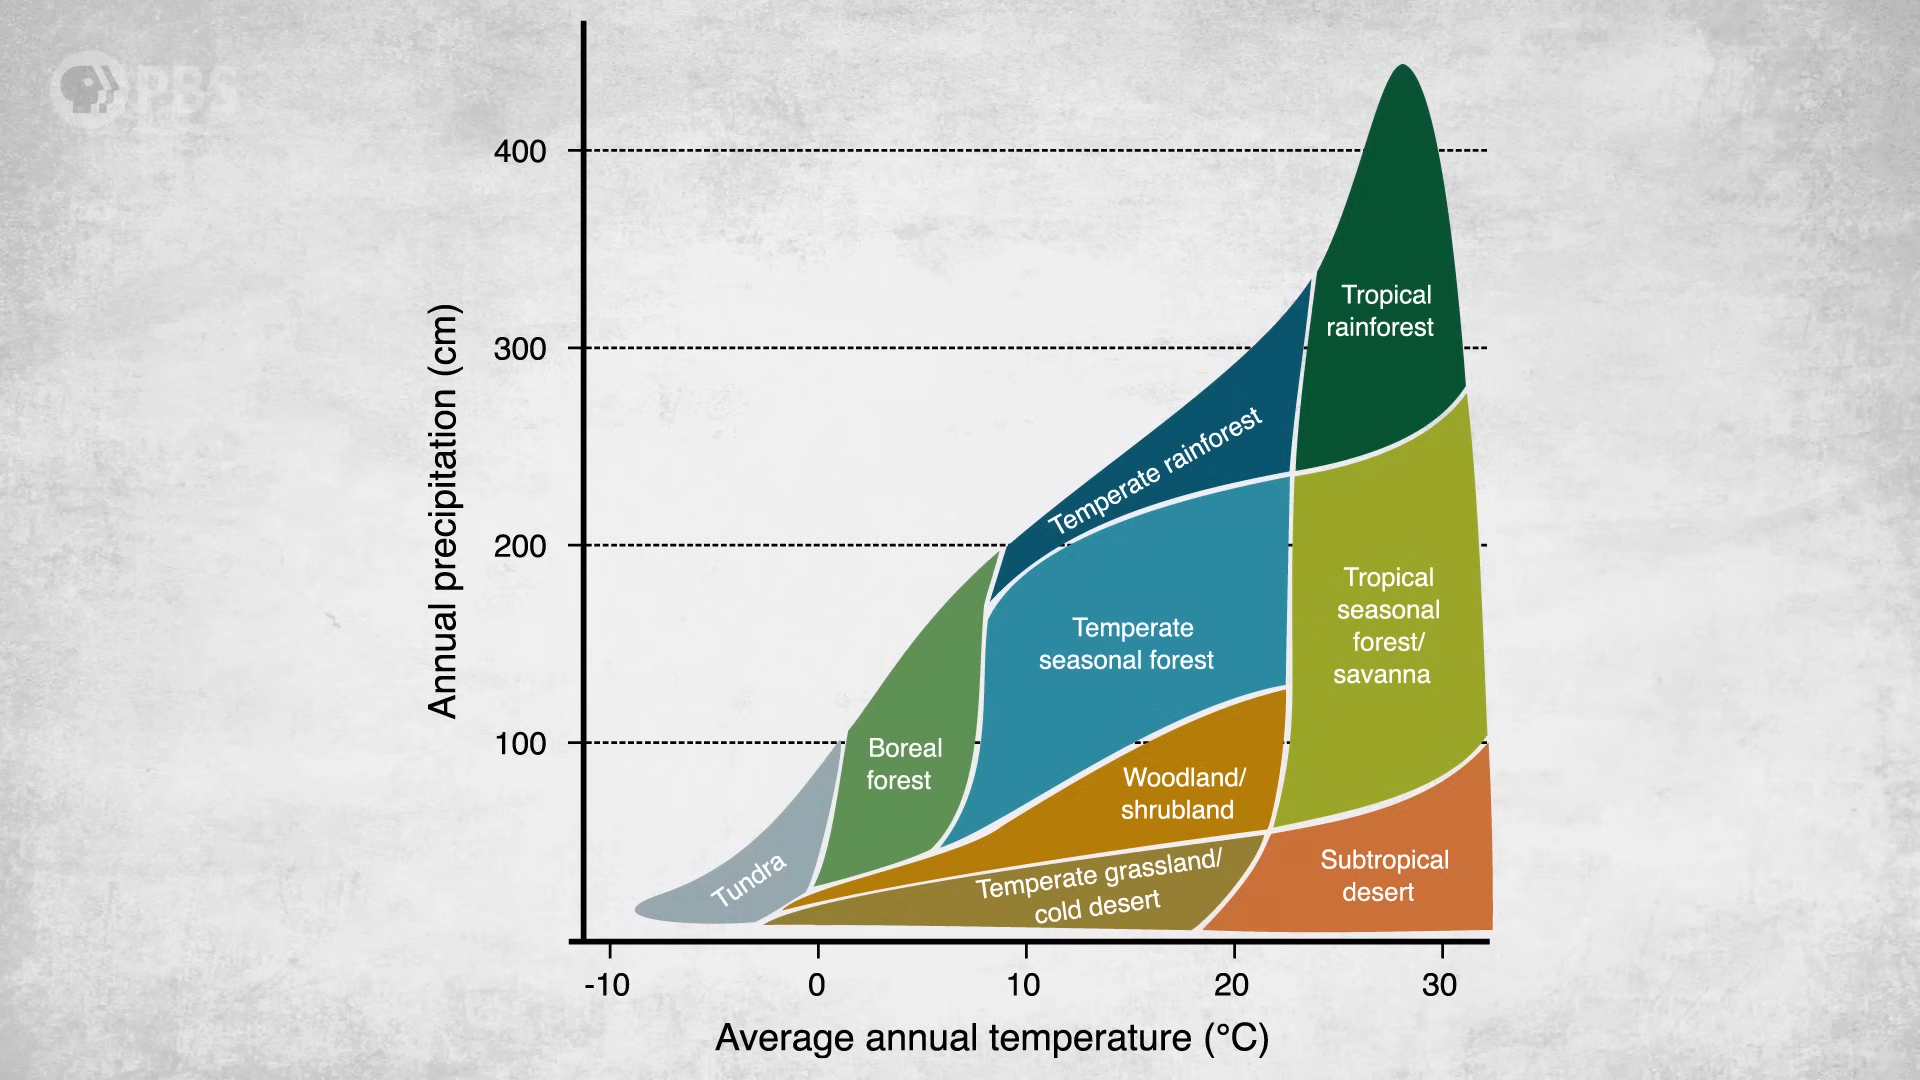 PBS
400
300
200
100
Annual precipitation (cm)
Tropical
rainforest
Temperate rainforest
Tropical
seasonal
forest/
savanna
Temperate
seasonal forest
Boreal
forest
Woodland/
shrubland
Tundra
Temperate grassland/
cold desert
Subtropical
desert
-10
0
10
20
30
Average annual temperature (°C)